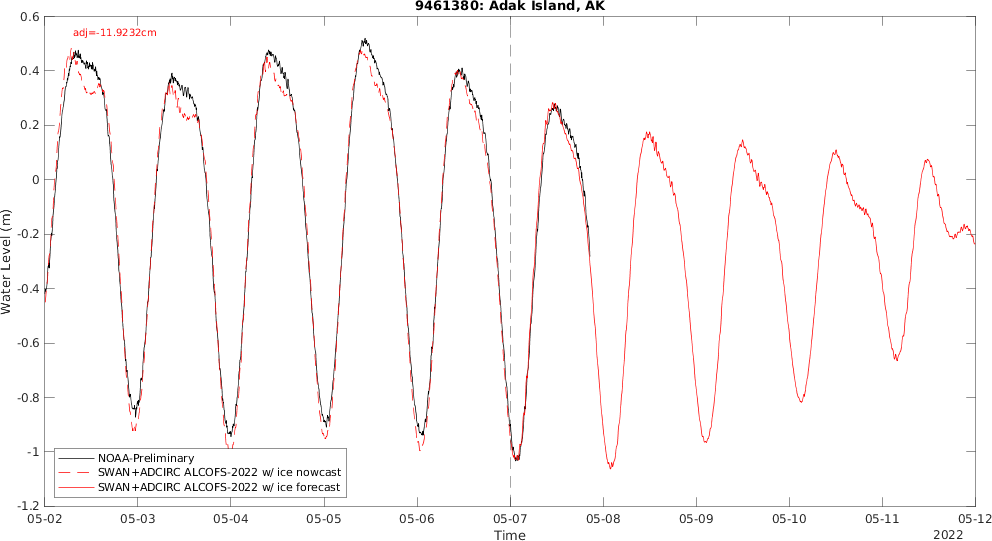 9461380: Adak Island, AK
adj=-11.9232cm
0.6
0.4
0.2
0
-0.2
-0.4
-0.6
-0.8
-1
-1.2
Water Level (m)
NOAA-Preliminary
SWAN+ADCIRC ALCOFS-2022 w/ ice nowcast
SWAN+ADCIRC ALCOFS-2022 w/ ice forecast
05-02 05-03 05-04 05-05 05-06 05-07 05-08 05-09 05-10 05-11 05-12
Time
2022